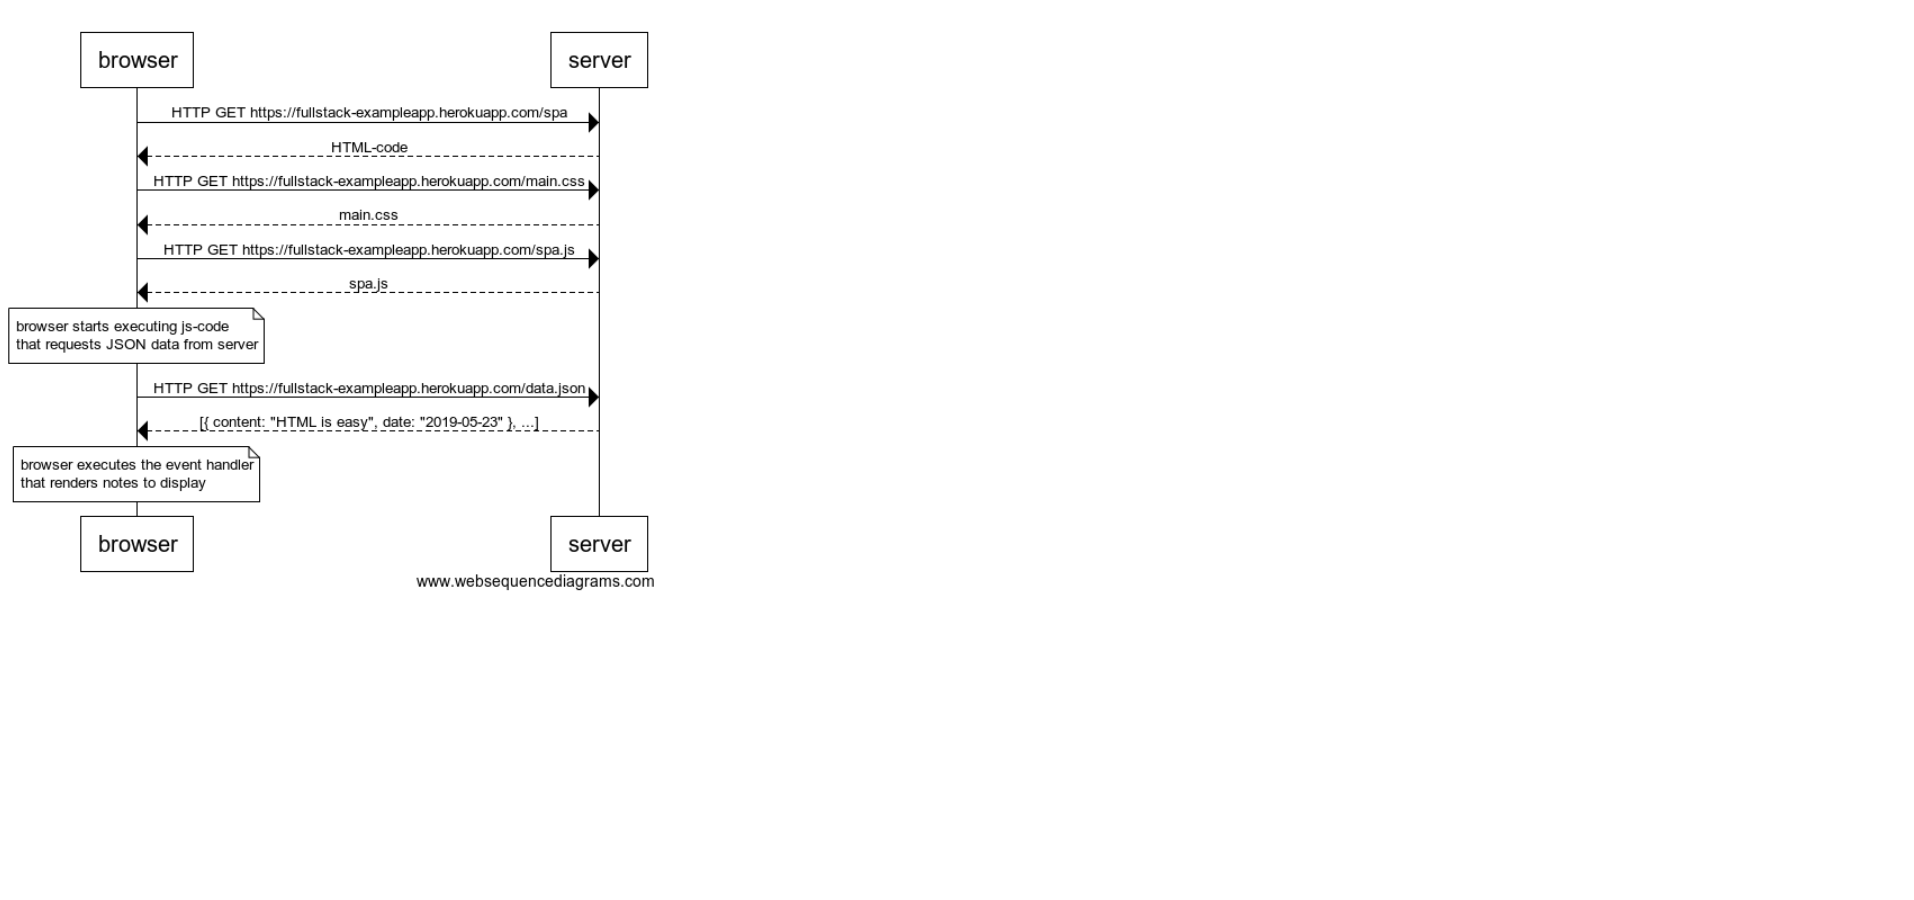 browser
server
HTTP GET https://fullstack-exampleapp.herokuapp.com/spa
HTML-code
HTTP GET https://fullstack-exampleapp.herokuapp.com/main.css
main.css
HTTP GET https://fullstack-exampleapp.herokuapp.com/spa.js
spa.js
browser starts executing js-code
that requests JSON data from server
HTTP GET https://fullstack-exampleapp.herokuapp.com/data.json
[{ content: "HTML is easy", date: "2019-05-23" }, ...]
browser executes the event handler
that renders notes to display
browser
server
www.websequencediagrams.com